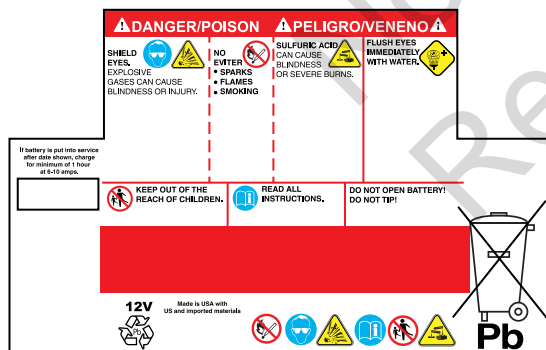 DANGER/POISON
PELIGRO/VENENO
SHIELD
EYES.
EXPLOSIVE
GASES CAN CAUSE
BLINDNESS OR INJURY.
NO
EVITER
• SPARKS
• FLAMES
• SMOKING
SULFURIC ACID
CAN CAUSE
BLINDNESS
OR SEVERE BURNS.
FLUSH EYES
IMMEDIATELY
WITH WATER.
If battery is put into service
after date shown, charge
for minimum of 1 hour
at 6-10 amps.
KEEP OUT OF THE
REACH OF CHILDREN.
READ ALL
INSTRUCTIONS.
DO NOT OPEN BATTERY!
DO NOT TIP!
12V
Pb
Made is USA with
US and imported materials
Pb